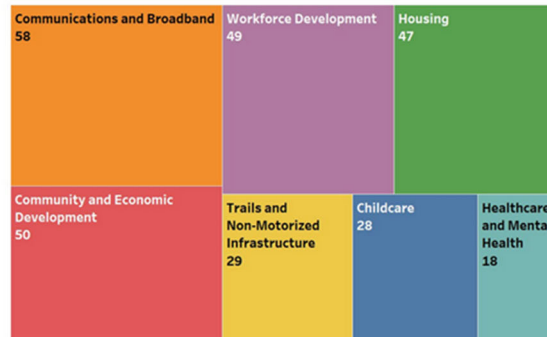 Communications and Broadband
58
Workforce Development
49
Housing
47
Community and Economic
Development
50
Trails and
Non-Motorized
Infrastructure
29
Childcare
28
Healthcare
and Menta
Health
18